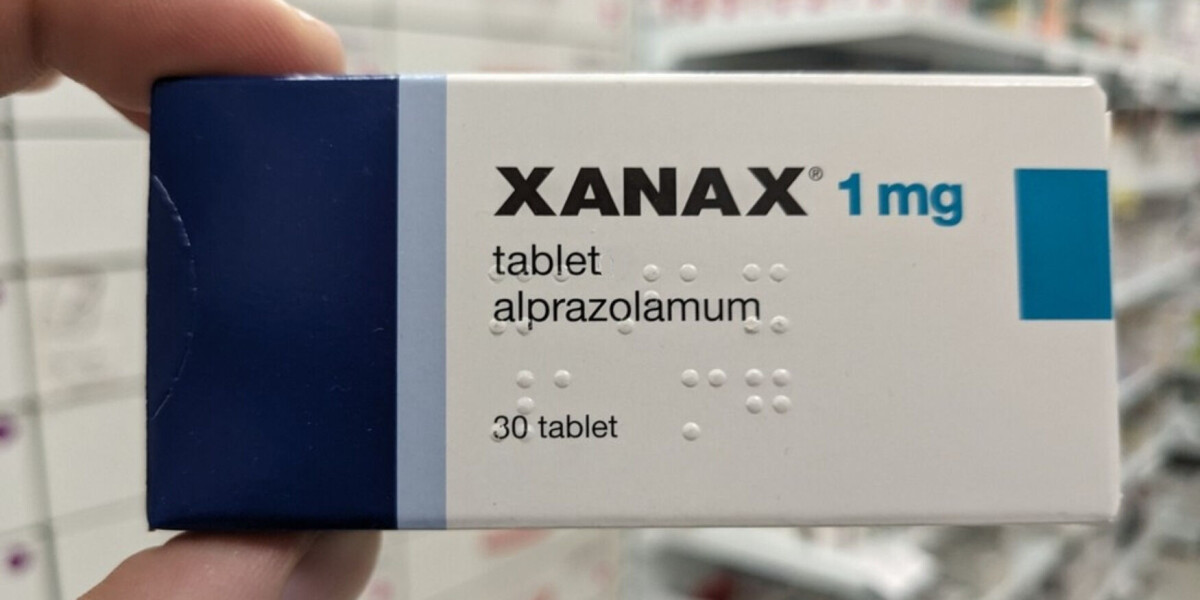 XANAX® 1 mg
tablet
alprazolamum
30 tablet